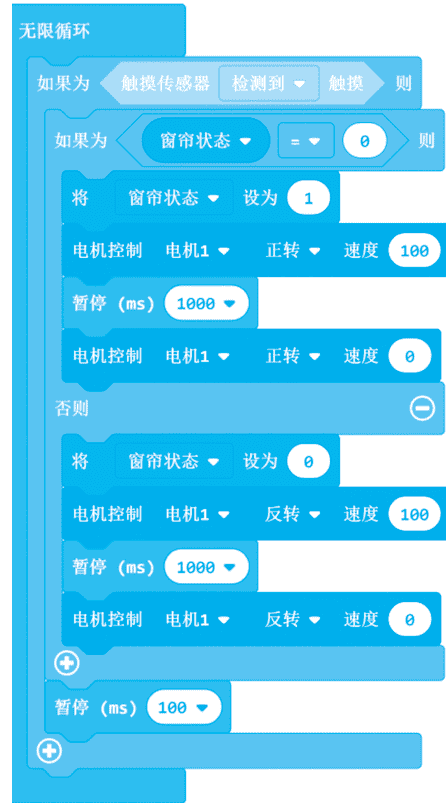 无限循环
如果为 触摸传感器 检测到 触摸 则
如果为 窗帘状态 = 0 则
将 窗帘状态 设为 1
电机控制 电机1 正转 速度 100
暂停 (ms) 1000
电机控制 电机1 正转 速度 0
否则
将 窗帘状态 设为 0
电机控制 电机1 反转 速度 100
暂停 (ms) 1000
电机控制 电机1 反转 速度 0
暂停 (ms) 100